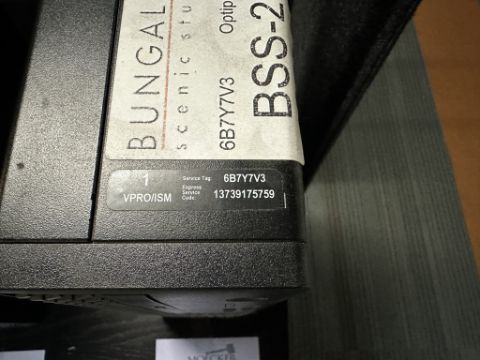 BUNGAL
scenic stu
6B7Y7V3 Optip
BSS-2
1
VPRO/ISM
Service Tag: 6B7Y7V3
Express Service Code: 13739175759